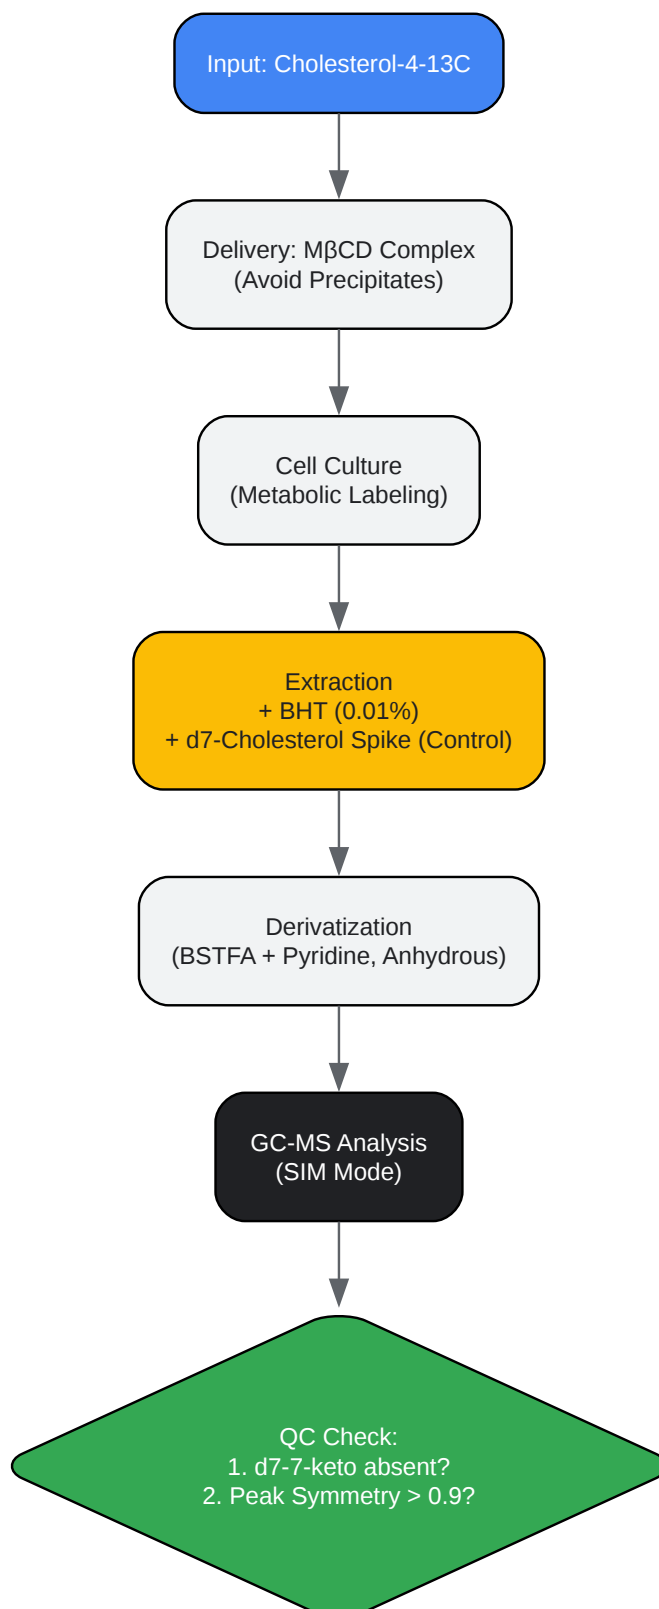 Input: Cholesterol-4-13C
Delivery: MβCD Complex
(Avoid Precipitates)
Cell Culture
(Metabolic Labeling)
Extraction
+ BHT (0.01%)
+ d7-Cholesterol Spike (Control)
Derivatization
(BSTFA + Pyridine, Anhydrous)
GC-MS Analysis
(SIM Mode)
QC Check:
1. d7-7-keto absent?
2. Peak Symmetry > 0.9?